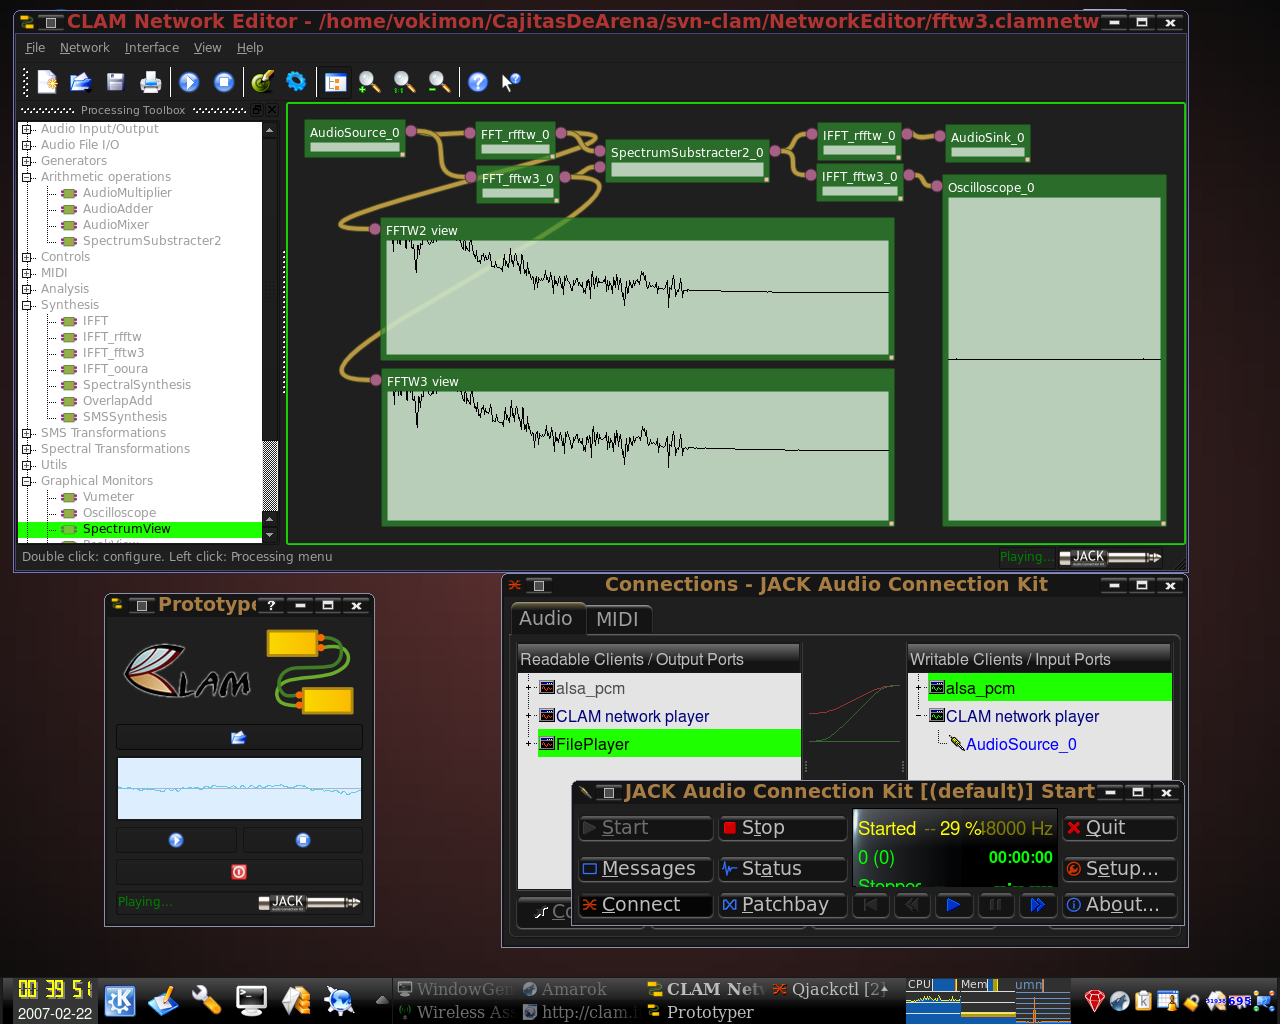 CLAM Network Editor - /home/vokimon/CajitasDeArena/svn-clam/NetworkEditor/fftw3.clamnetw
File Network Interface View Help
Processing Toolbox
Audio Input/Output
Audio File I/O
Generators
Arithmetic operations
AudioMultiplier
AudioAdder
AudioMixer
SpectrumSubstracter2
Controls
MIDI
Analysis
Synthesis
IFFT
IFFT_rfftw
IFFT_fftw3
IFFT_ooura
SpectralSynthesis
OverlapAdd
SMSSynthesis
SMS Transformations
Spectral Transformations
Utils
Graphical Monitors
Vumeter
Oscilloscope
SpectrumView
AudioSource_0
FFT_rfftw_0
FFT_fftw3_0
SpectrumSubstracter2_0
IFFT_rfftw_0
IFFT_fftw3_0
AudioSink_0
Oscilloscope_0
FFTW2 view
FFTW3 view
Double click: configure. Left click: Processing menu
Playing...
JACK
Prototype
?
CLAM
Playing...
JACK
Connections - JACK Audio Connection Kit
Audio MIDI
Readable Clients / Output Ports
alsa_pcm
CLAM network player
FilePlayer
Writable Clients / Input Ports
alsa_pcm
CLAM network player
AudioSource_0
JACK Audio Connection Kit [(default)] Start
Start Stop
Started -- 29 % 48000 Hz
Quit
Messages Status
0 (0) 00:00:00
Setup...
Stopped
Connect Patchbay
About...
00 39 51
2007-02-22
WindowGen Amarok CLAM Net Qjackctl [2]
Wireless Ass http://clam.i Prototyper
CPU Mem